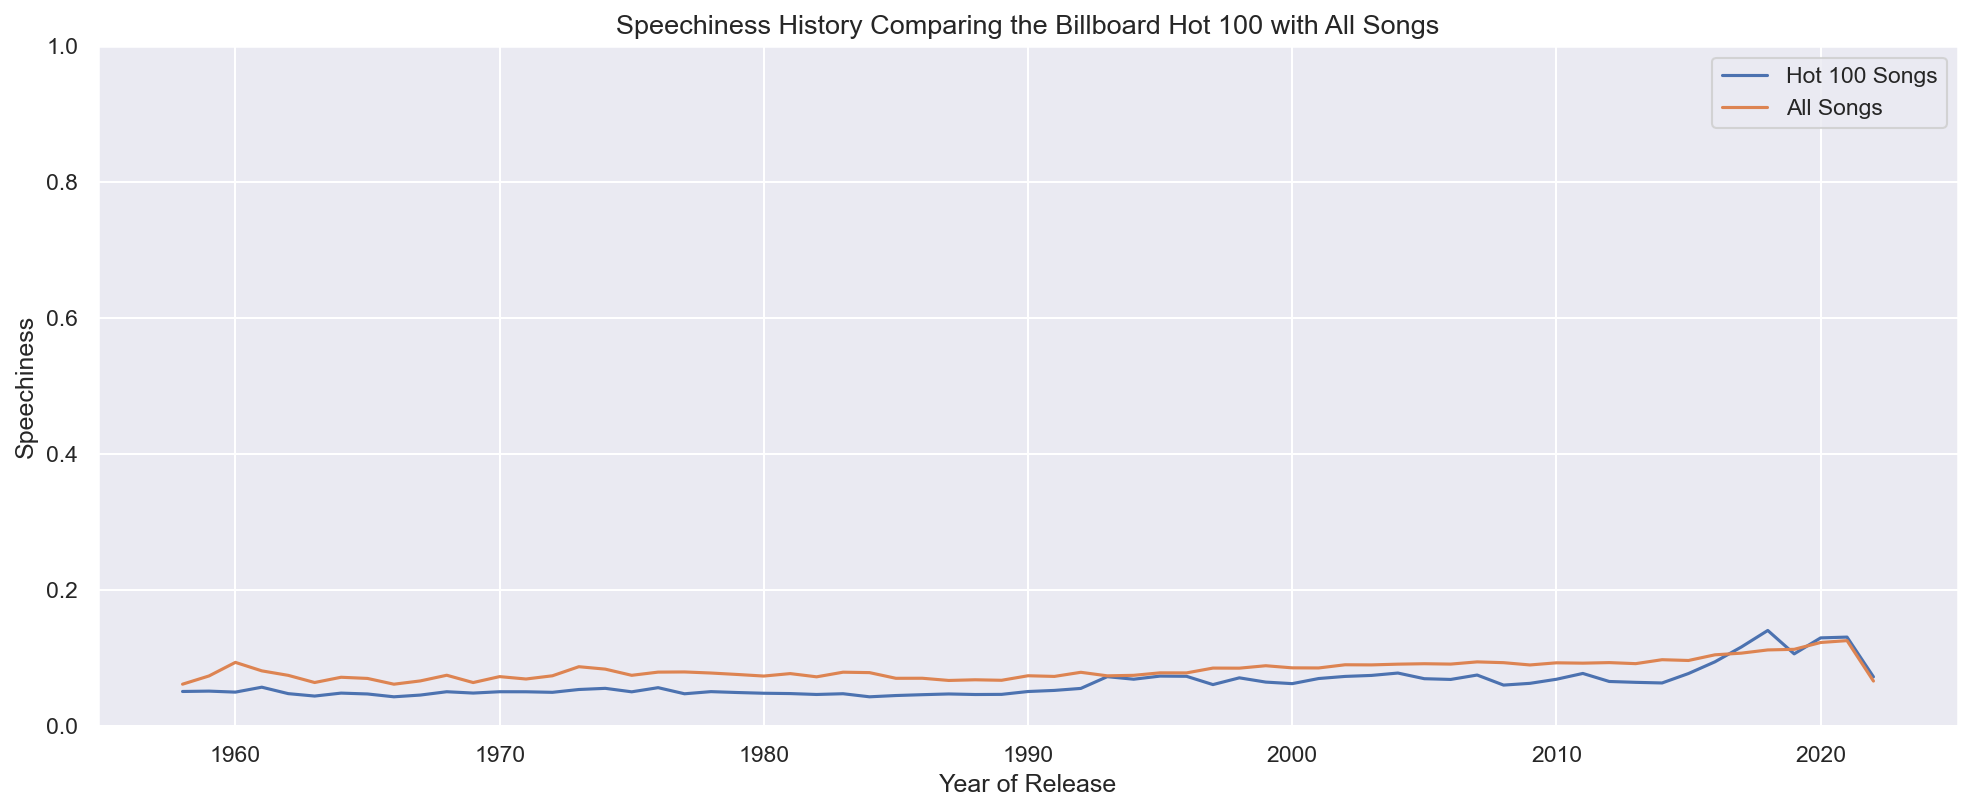 Speechiness History Comparing the Billboard Hot 100 with All Songs
1.0
0.8
0.6
0.4
0.2
0.0
Speechiness
Hot 100 Songs
All Songs
1960 1970 1980 1990 2000 2010 2020
Year of Release